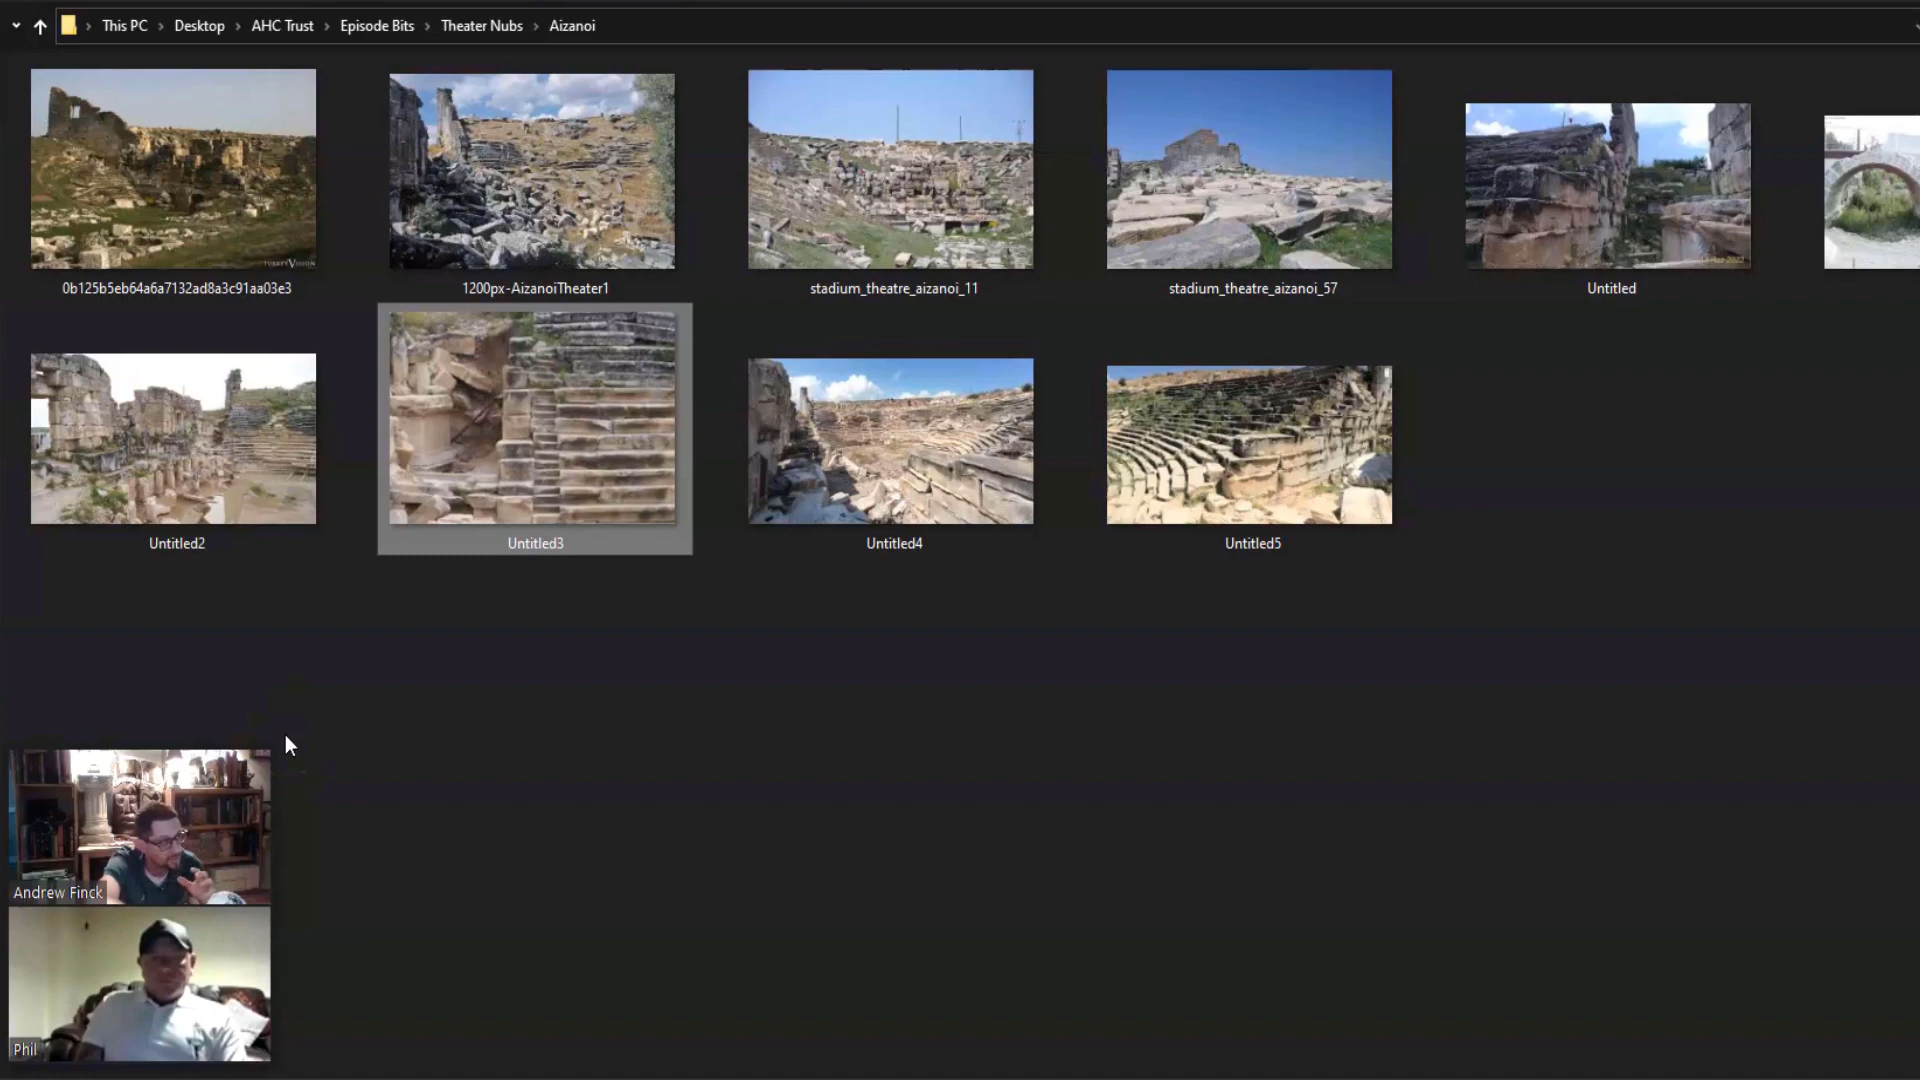 This PC > Desktop > AHC Trust > Episode Bits > Theater Nubs > Aizanoi
TURKEYVISION
0b125b5eb64a6a7132ad8a3c91aa03e3
1200px-AizanoiTheater1
stadium_theatre_aizanoi_11
stadium_theatre_aizanoi_57
Untitled
Untitled2
Untitled3
Untitled4
Untitled5
Andrew Finck
Phil